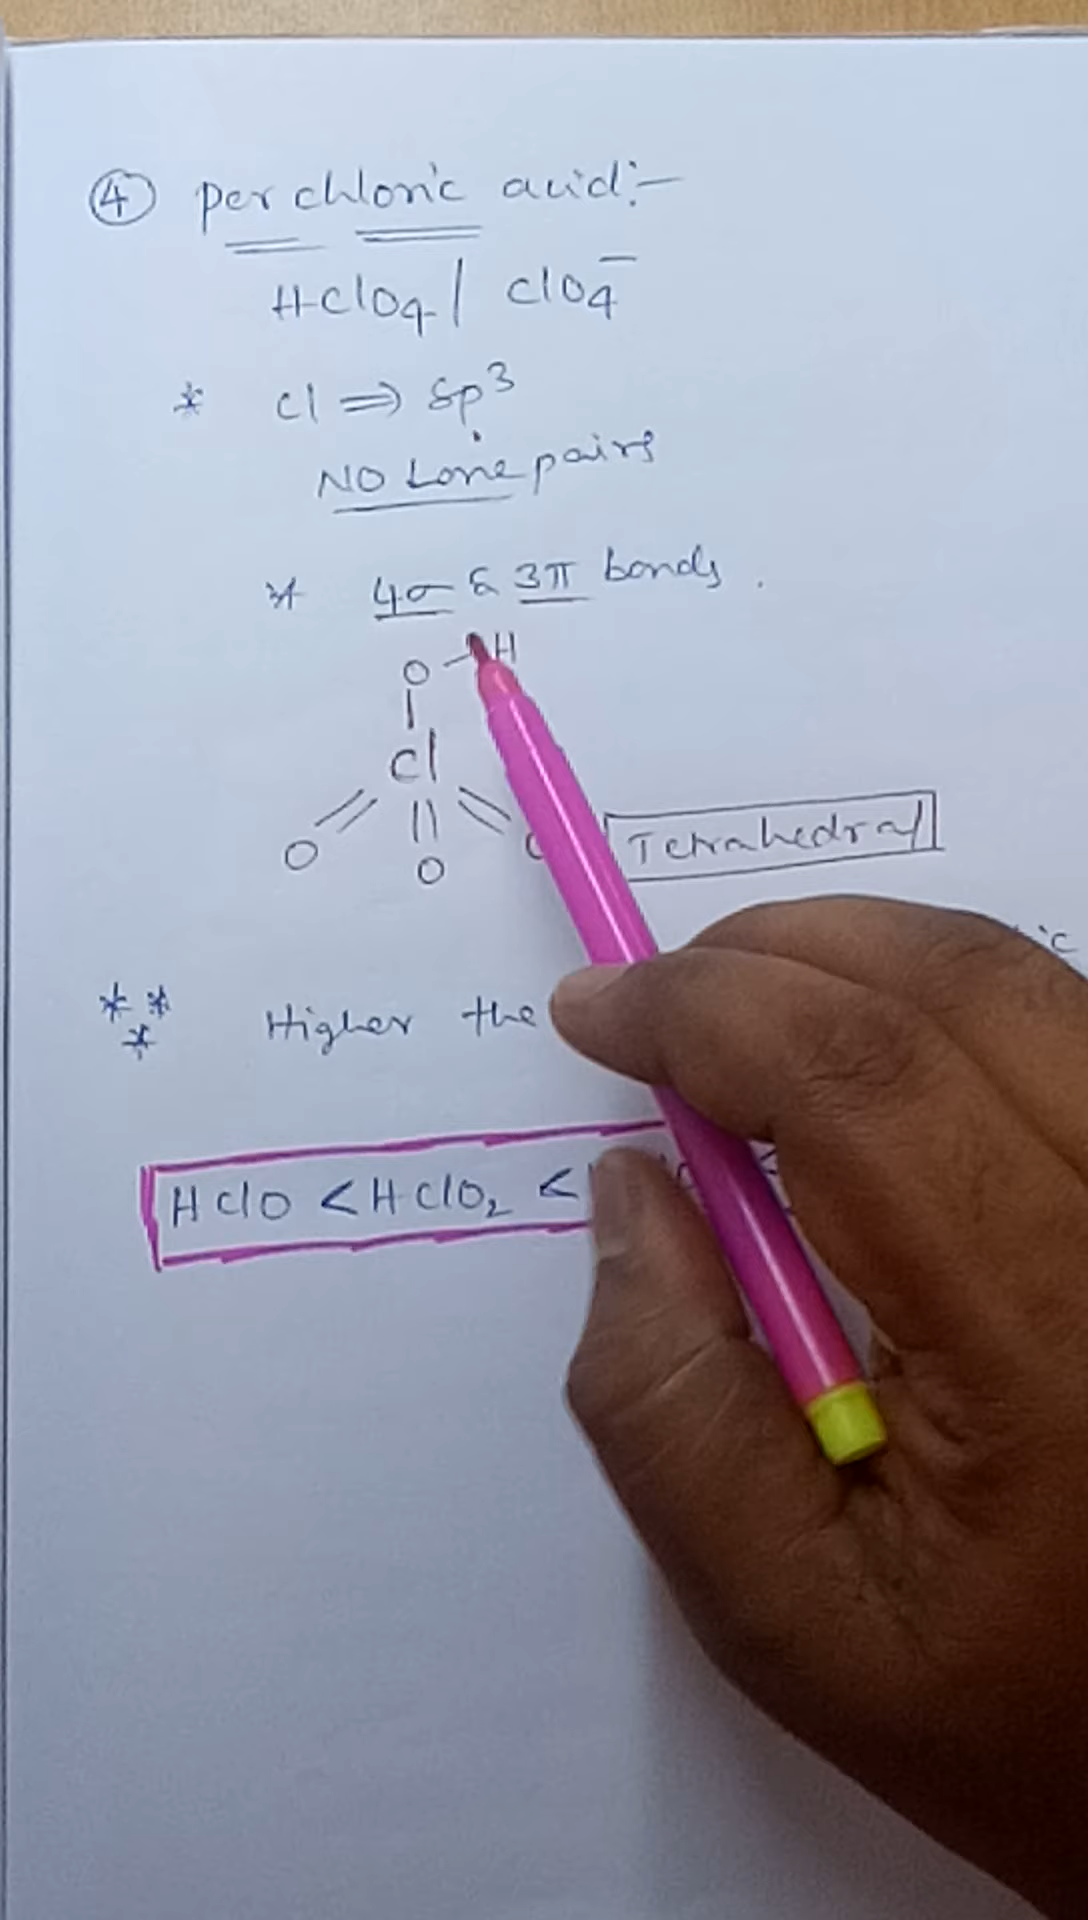 ④ perchloric acid:-
HClO4 / ClO4⁻
* Cl ⇒ Sp³
NO Lone pairs
* 4σ & 3π bonds.
O - H
Cl
O O
Tetrahedral
ic
*** Higher the
HClO < HClO₂ <